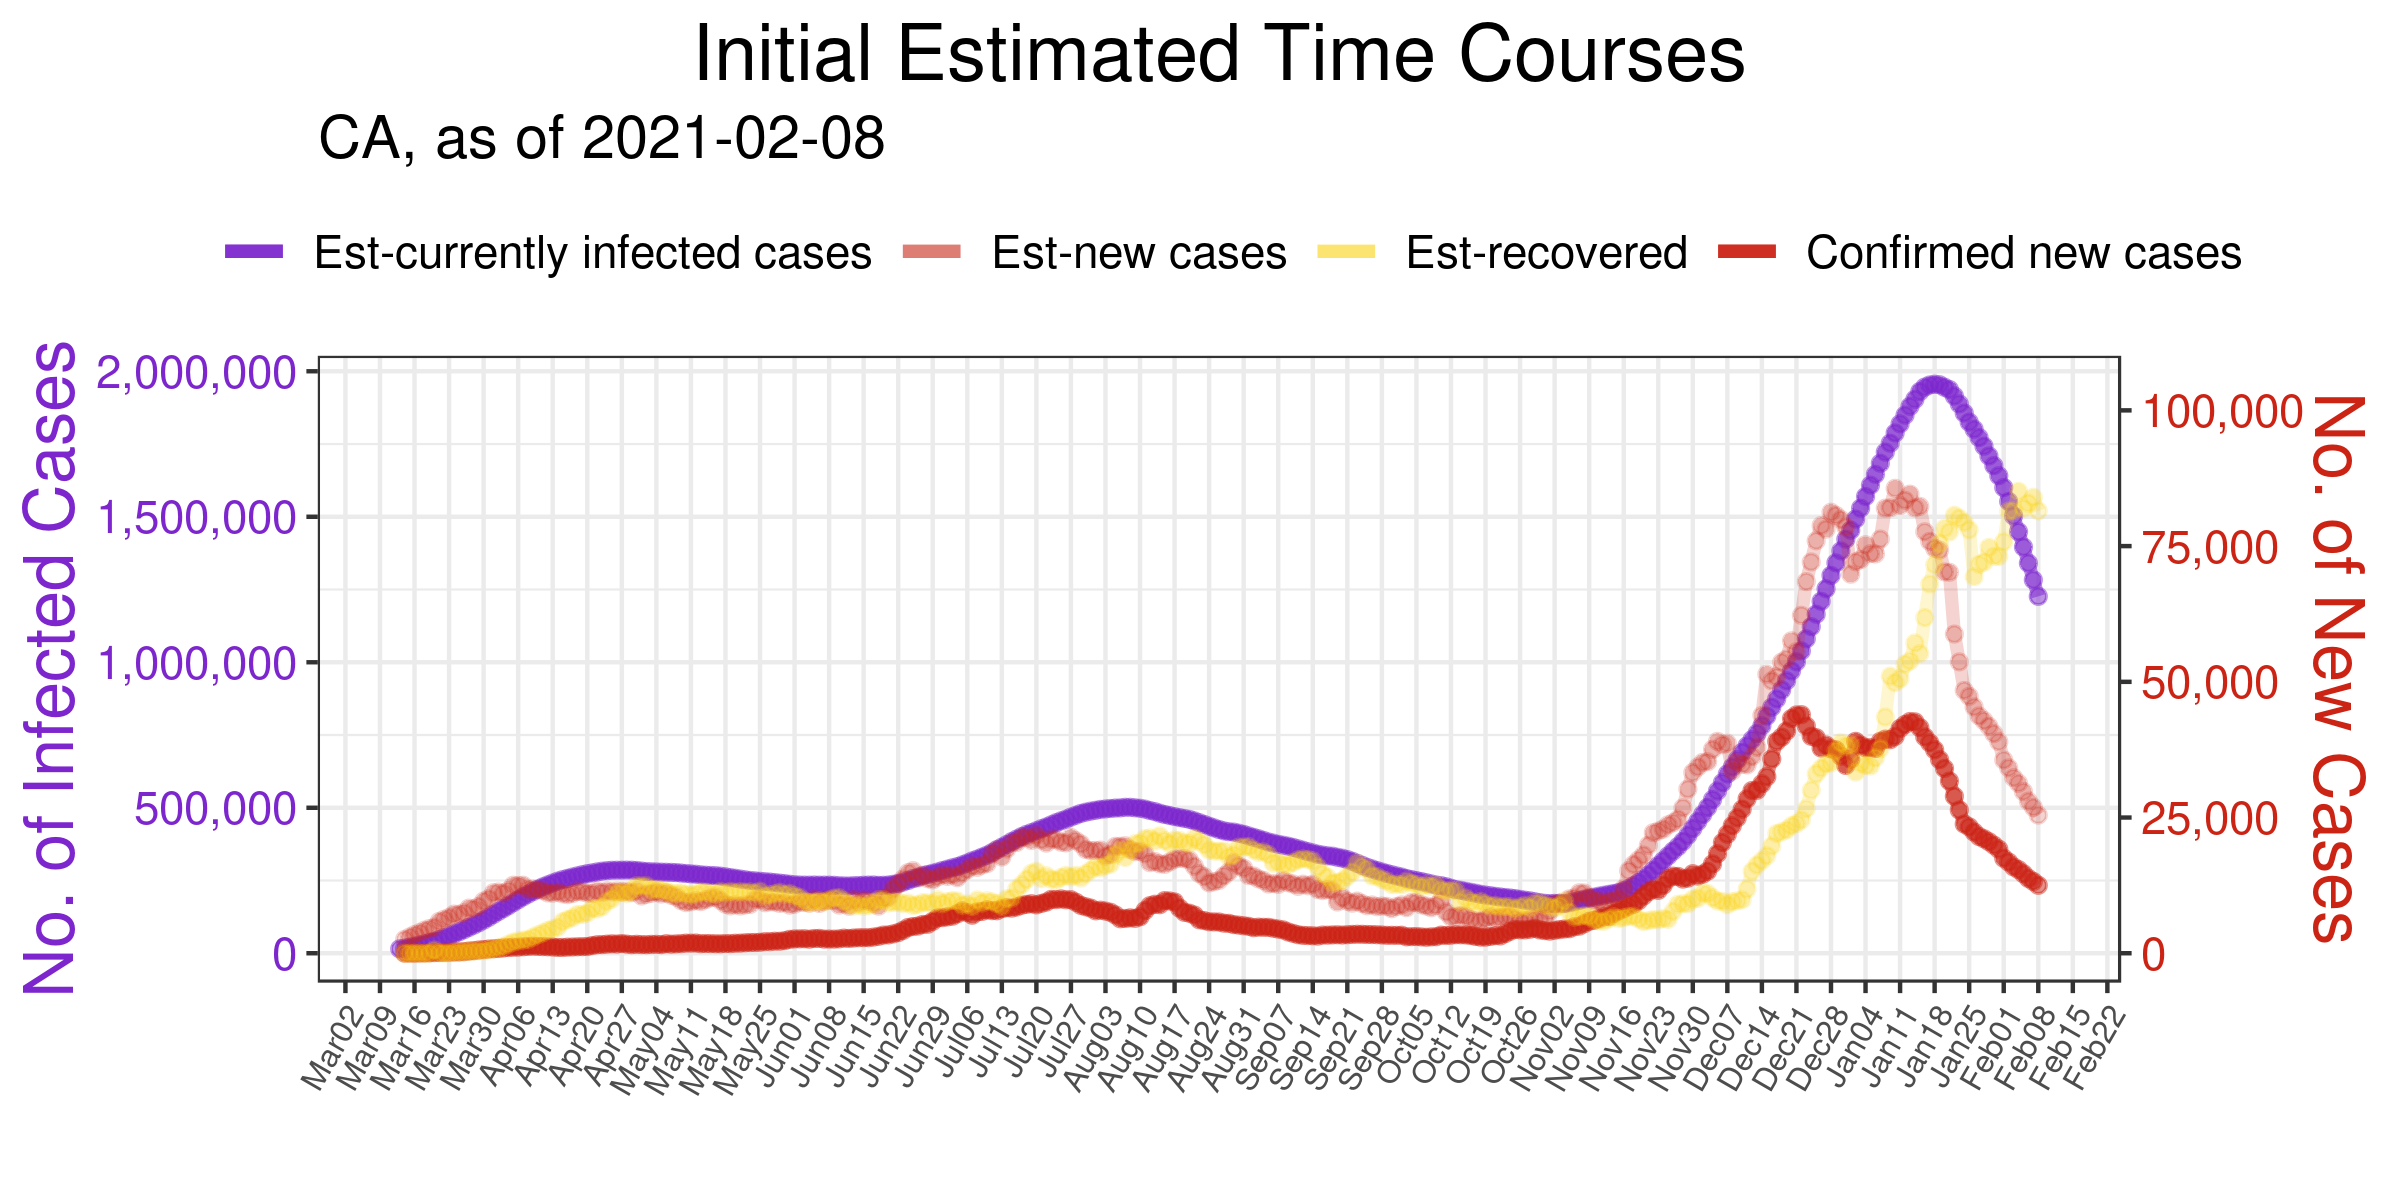 Initial Estimated Time Courses
CA, as of 2021-02-08
Est-currently infected cases
Est-new cases
Est-recovered
Confirmed new cases
No. of Infected Cases
2,000,000
1,500,000
1,000,000
500,000
0
100,000
75,000
50,000
25,000
0
No. of New Cases
Mar02
Mar09
Mar16
Mar23
Mar30
Apr06
Apr13
Apr20
Apr27
May04
May11
May18
May25
Jun01
Jun08
Jun15
Jun22
Jun29
Jul06
Jul13
Jul20
Jul27
Aug03
Aug10
Aug17
Aug24
Aug31
Sep07
Sep14
Sep21
Sep28
Oct05
Oct12
Oct19
Oct26
Nov02
Nov09
Nov16
Nov23
Nov30
Dec07
Dec14
Dec21
Dec28
Jan04
Jan11
Jan18
Jan25
Feb01
Feb08
Feb15
Feb22